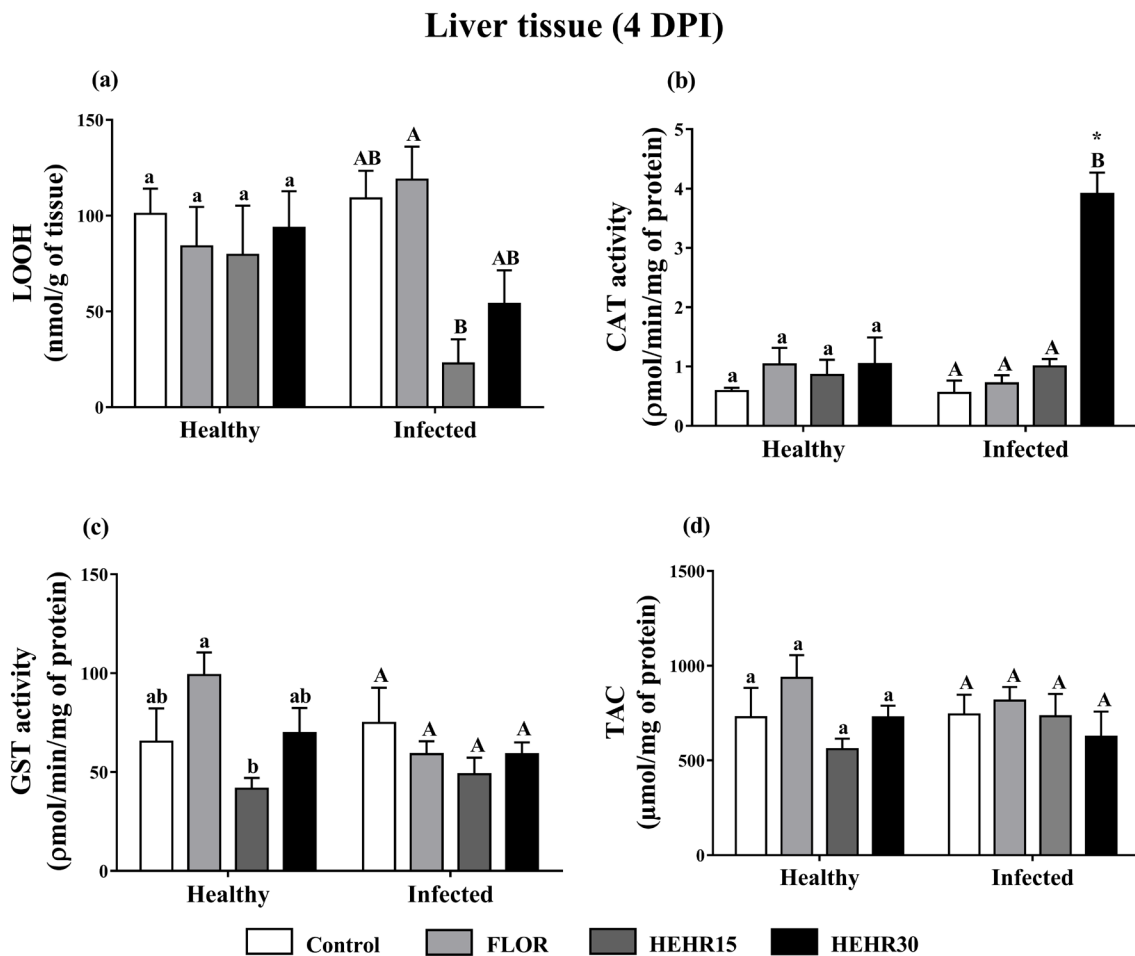 Liver tissue (4 DPI)
(a)
LOOH
(nmol/g of tissue)
150
100
50
0
a a a a AB A B AB
Healthy Infected
(b)
CAT activity
(ρmol/min/mg of protein)
5
4
3
2
1
0
a a a a A A A * B
Healthy Infected
(c)
GST activity
(ρmol/min/mg of protein)
150
100
50
0
ab a b ab A A A A
Healthy Infected
(d)
TAC
(µmol/mg of protein)
1500
1000
500
0
a a a a A A A A
Healthy Infected
Control FLOR HEHR15 HEHR30